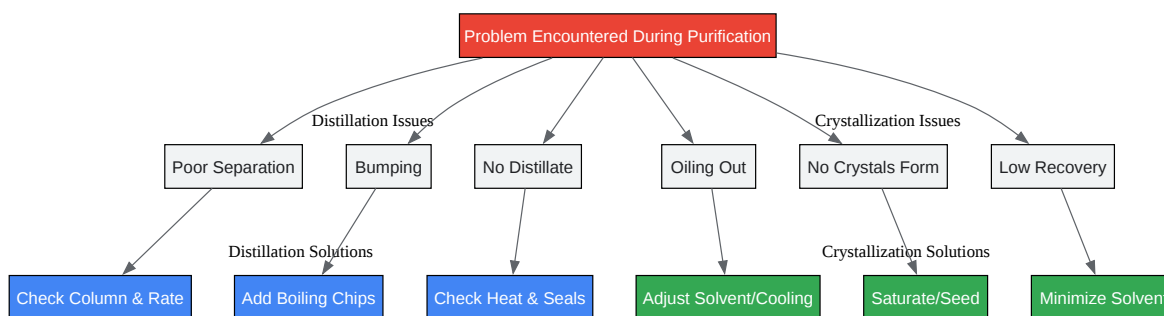 Problem Encountered During Purification
Distillation Issues
Crystallization Issues
Poor Separation
Bumping
No Distillate
Oiling Out
No Crystals Form
Low Recovery
Distillation Solutions
Crystallization Solutions
Check Column & Rate
Add Boiling Chips
Check Heat & Seals
Adjust Solvent/Cooling
Saturate/Seed
Minimize Solvent